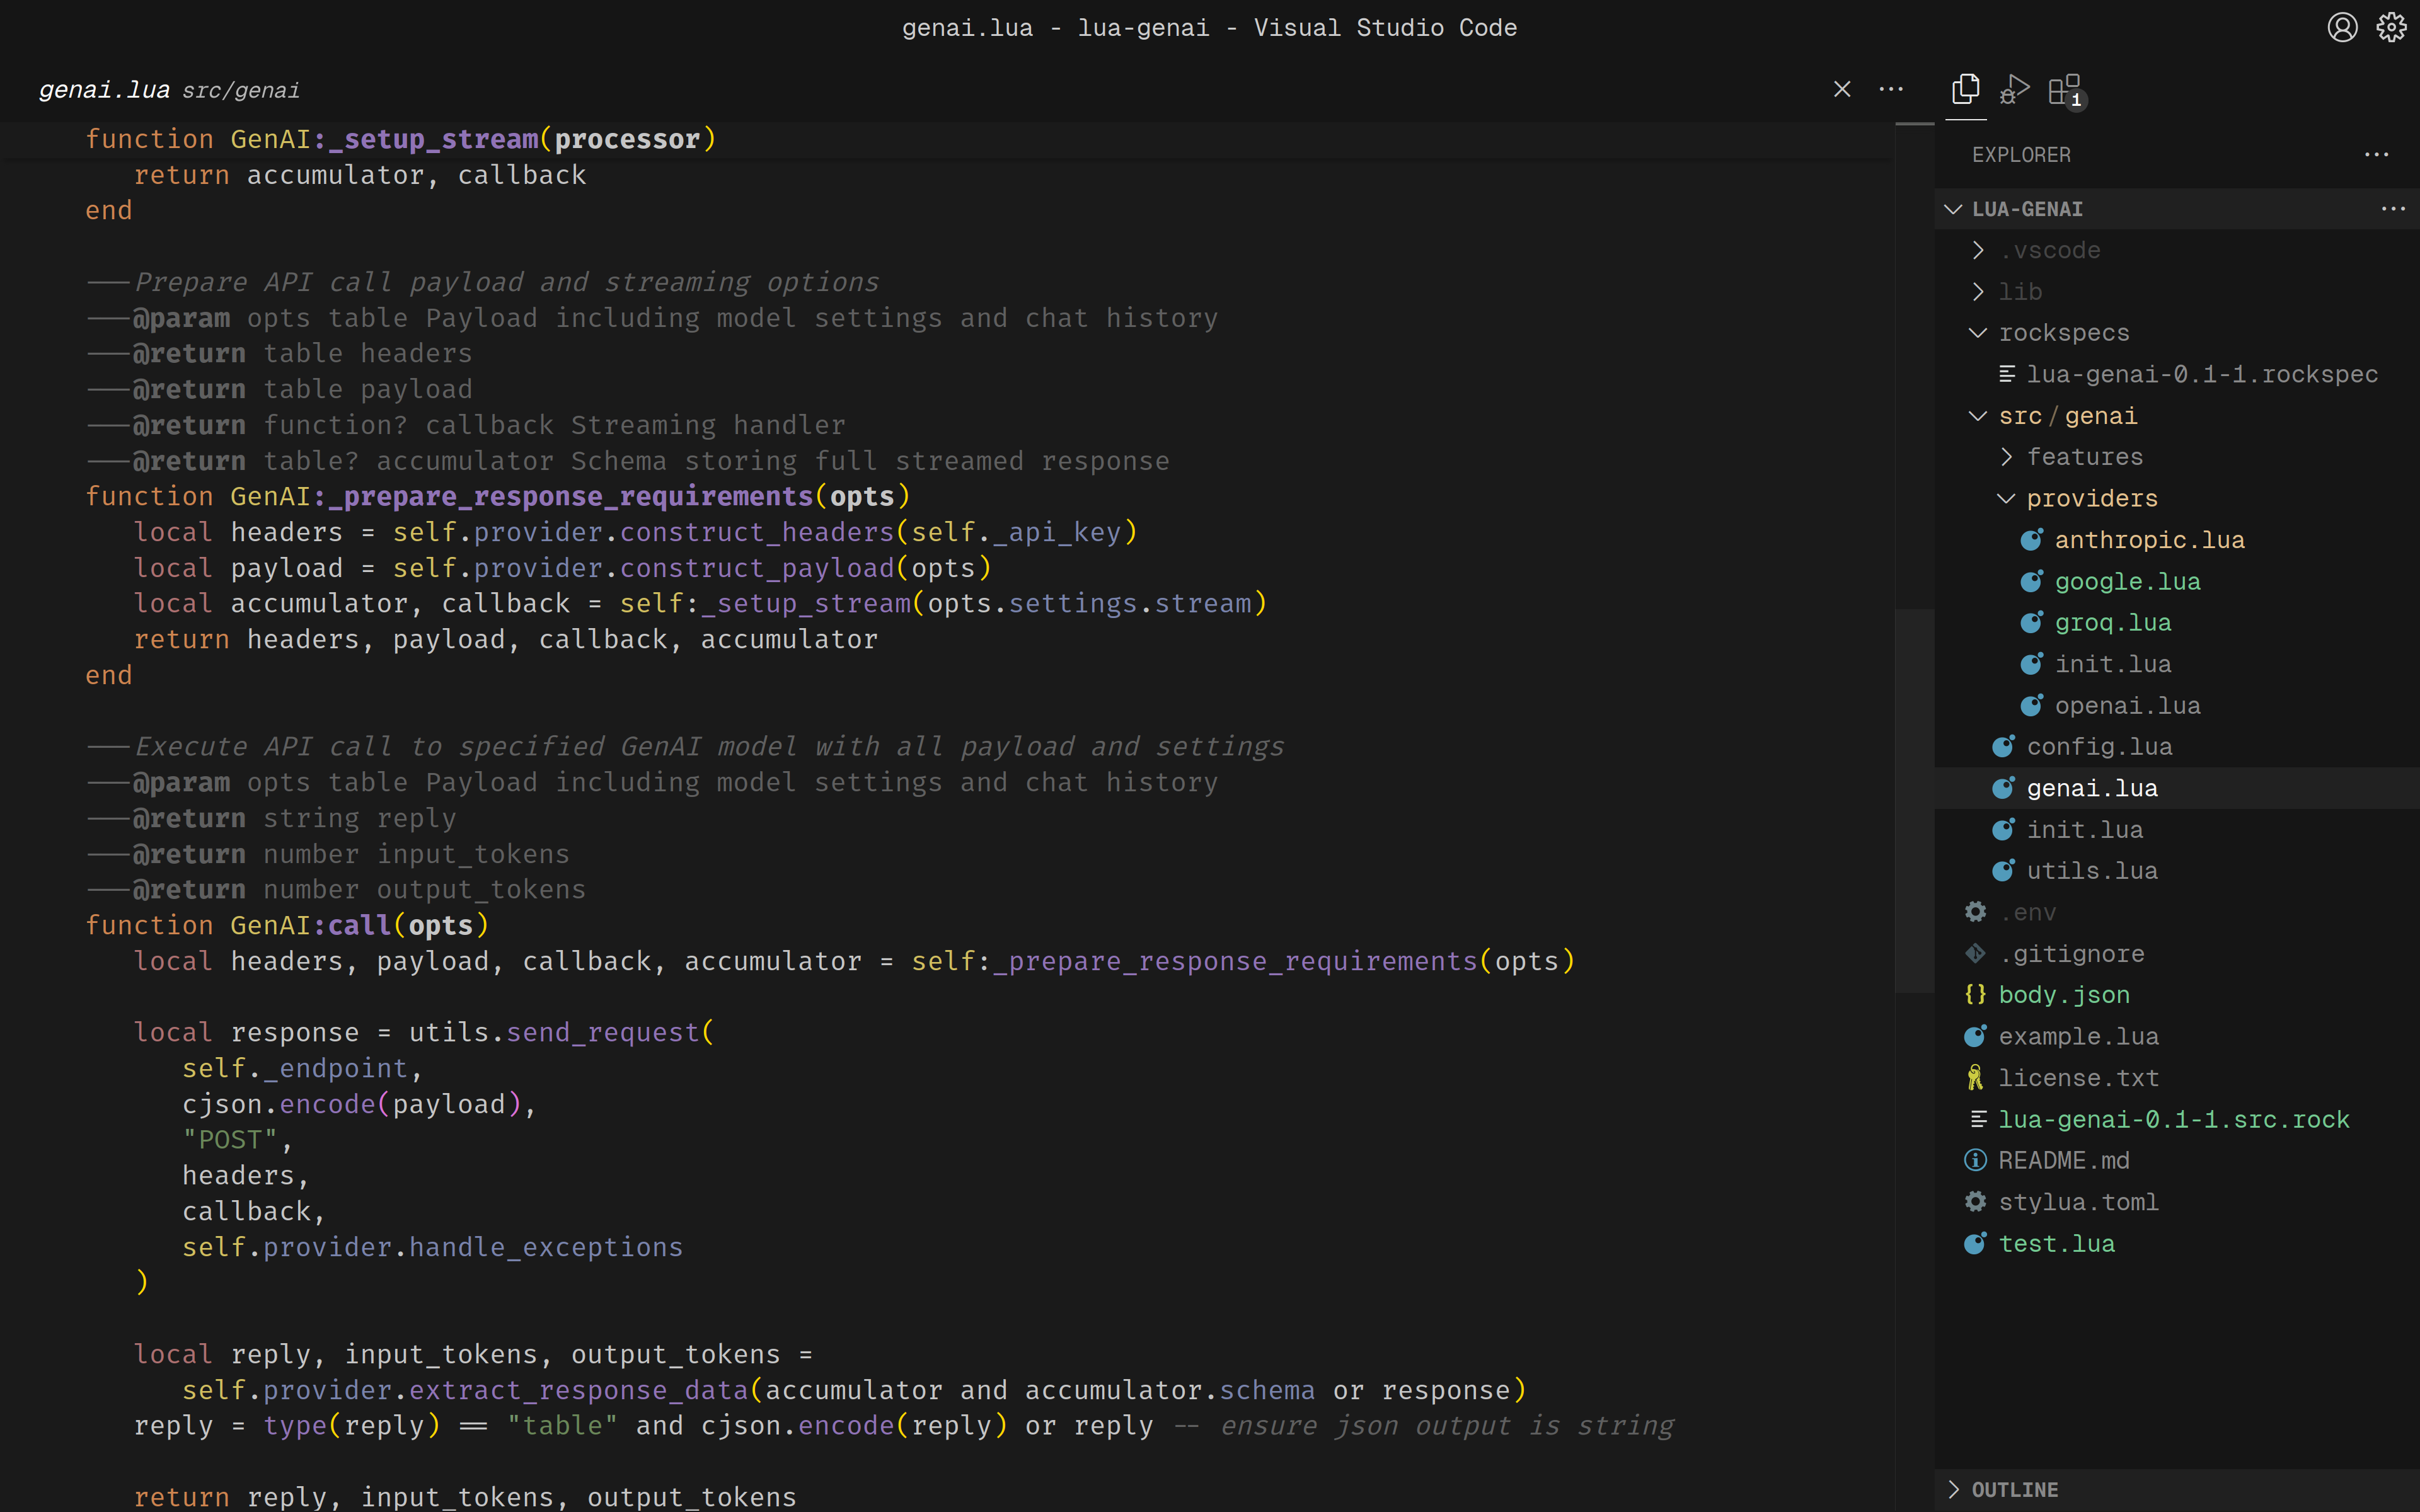 genai.lua - lua-genai - Visual Studio Code
genai.lua src/genai
function GenAI:_setup_stream(processor)
return accumulator, callback
end
---Prepare API call payload and streaming options
---@param opts table Payload including model settings and chat history
---@return table headers
---@return table payload
---@return function? callback Streaming handler
---@return table? accumulator Schema storing full streamed response
function GenAI:_prepare_response_requirements(opts)
local headers = self.provider.construct_headers(self._api_key)
local payload = self.provider.construct_payload(opts)
local accumulator, callback = self:_setup_stream(opts.settings.stream)
return headers, payload, callback, accumulator
end
---Execute API call to specified GenAI model with all payload and settings
---@param opts table Payload including model settings and chat history
---@return string reply
---@return number input_tokens
---@return number output_tokens
function GenAI:call(opts)
local headers, payload, callback, accumulator = self:_prepare_response_requirements(opts)
local response = utils.send_request(
self._endpoint,
cjson.encode(payload),
"POST",
headers,
callback,
self.provider.handle_exceptions
)
local reply, input_tokens, output_tokens =
self.provider.extract_response_data(accumulator and accumulator.schema or response)
reply = type(reply) == "table" and cjson.encode(reply) or reply -- ensure json output is string
return reply, input_tokens, output_tokens
1
EXPLORER
LUA-GENAI
.vscode
lib
rockspecs
lua-genai-0.1-1.rockspec
src/genai
features
providers
anthropic.lua
google.lua
groq.lua
init.lua
openai.lua
config.lua
genai.lua
init.lua
utils.lua
.env
.gitignore
{} body.json
example.lua
license.txt
lua-genai-0.1-1.src.rock
README.md
stylua.toml
test.lua
OUTLINE